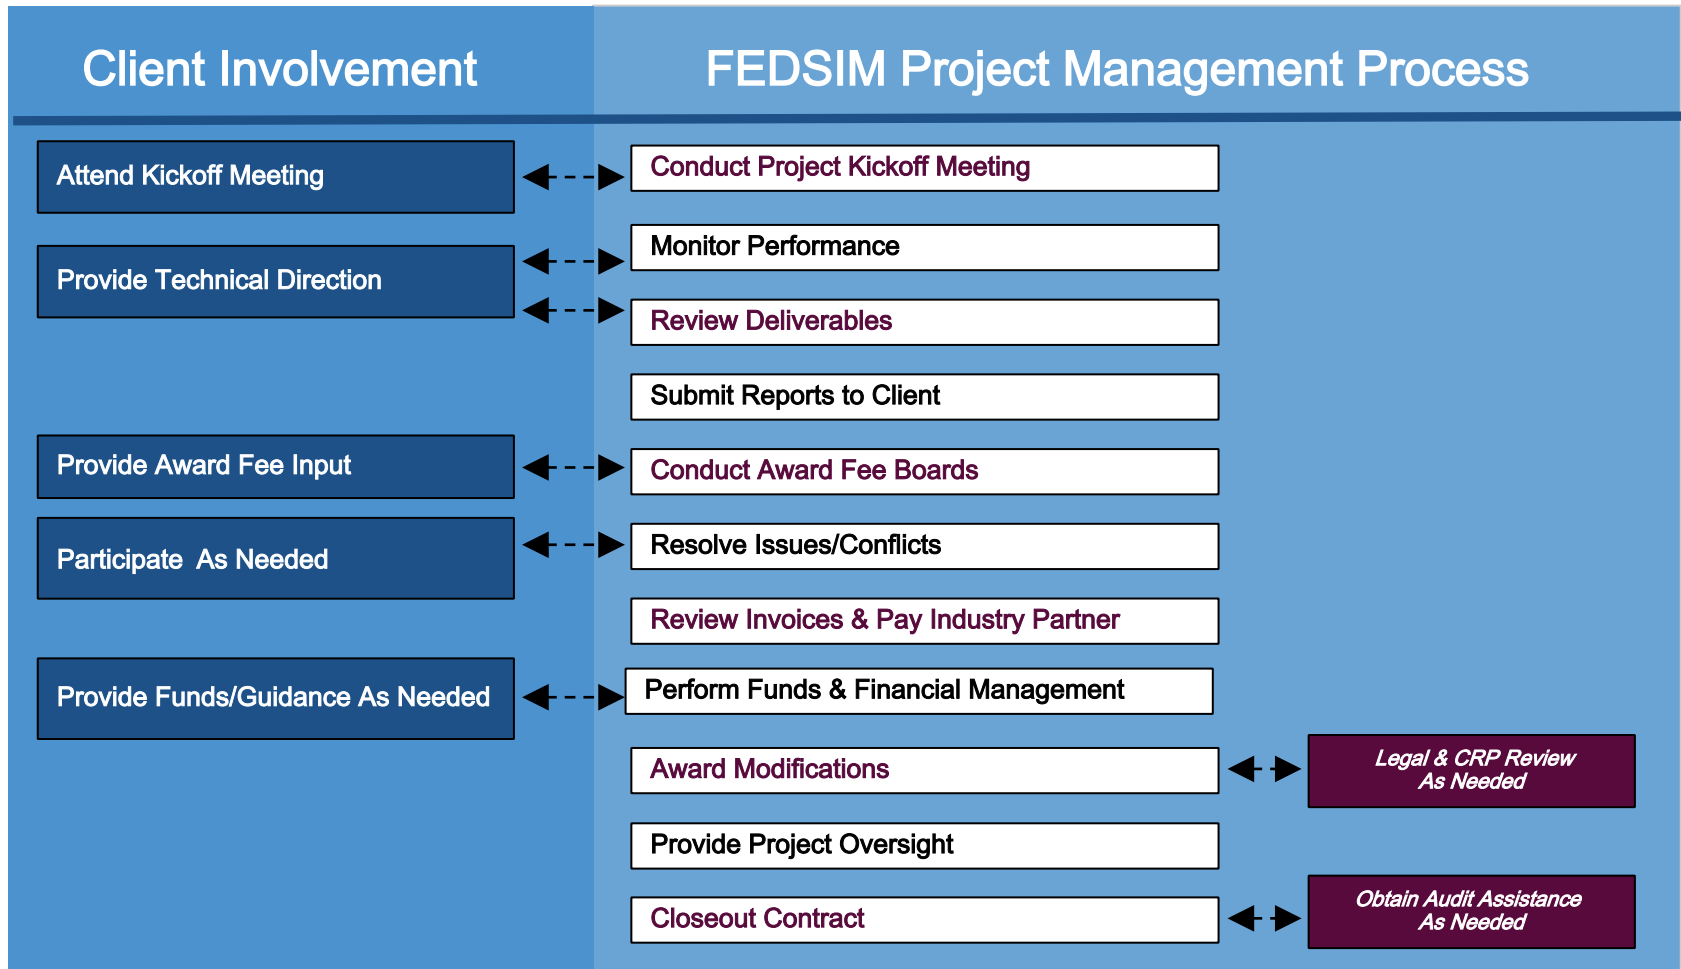 Client Involvement
FEDSIM Project Management Process
Attend Kickoff Meeting
Conduct Project Kickoff Meeting
Provide Technical Direction
Monitor Performance
Review Deliverables
Submit Reports to Client
Provide Award Fee Input
Conduct Award Fee Boards
Participate  As Needed
Resolve Issues/Conflicts
Review Invoices & Pay Industry Partner
Provide Funds/Guidance As Needed
Perform Funds & Financial Management
Award Modifications
Legal & CRP Review
As Needed
Provide Project Oversight
Closeout Contract
Obtain Audit Assistance
As Needed